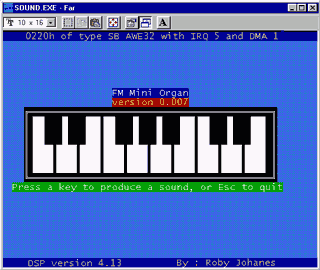 SOUND.EXE - Far
10 x 16
A
0220h of type SB AWE32 with IRQ 5 and DMA 1
FM Mini Organ
version 0.007
Press a key to produce a sound, or Esc to quit
DSP version 4.13 By : Roby Johanes